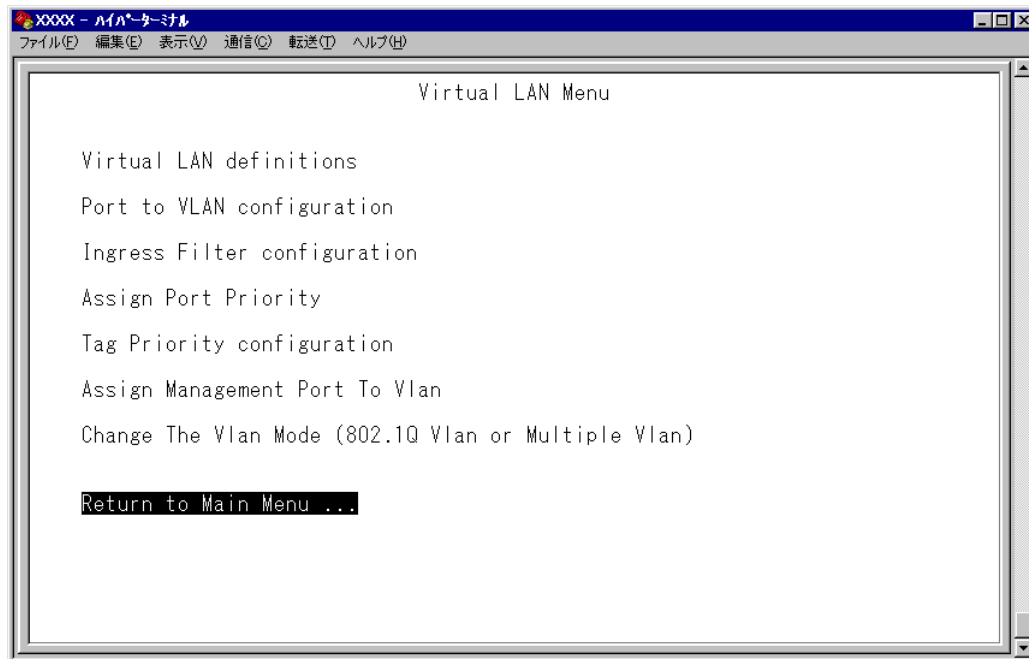 XXXX - ﾊｲﾊﾟｰﾀｰﾐﾅﾙ
ファイル(F) 編集(E) 表示(V) 通信(C) 転送(T) ヘルプ(H)
Virtual LAN Menu
Virtual LAN definitions
Port to VLAN configuration
Ingress Filter configuration
Assign Port Priority
Tag Priority configuration
Assign Management Port To Vlan
Change The Vlan Mode (802.1Q Vlan or Multiple Vlan)
Return to Main Menu ...